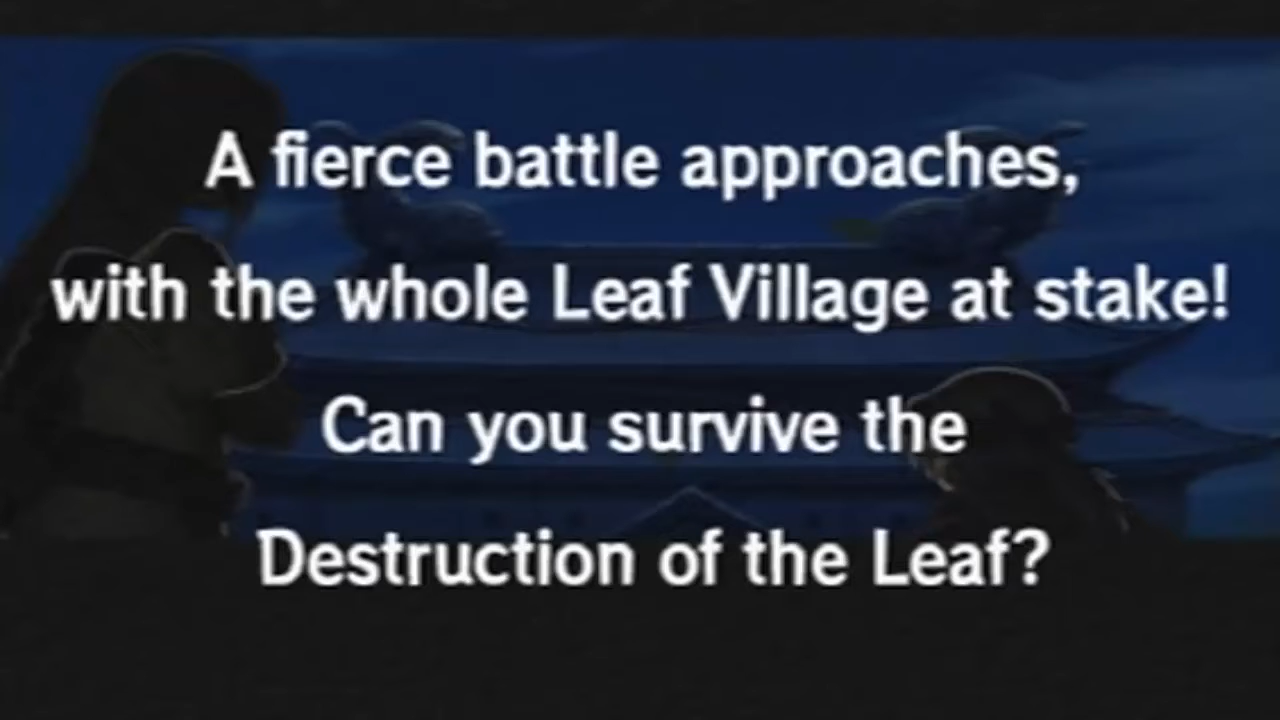 A fierce battle approaches,
with the whole Leaf Village at stake!
Can you survive the
Destruction of the Leaf?